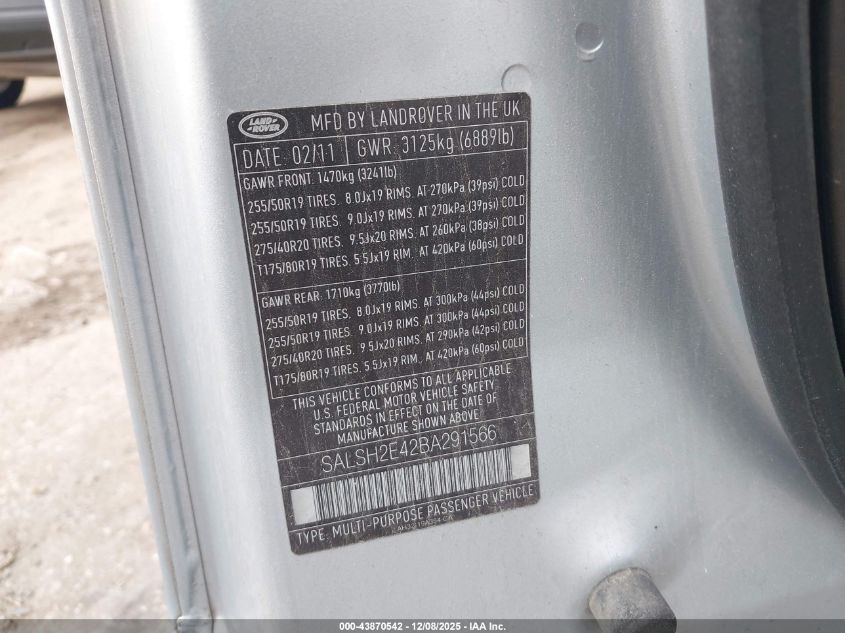 LAND
ROVER
MFD BY LANDROVER IN THE UK
DATE: 02/11 GWR: 3125kg (6889lb)
GAWR FRONT: 1470kg (3241lb)
255/50R19 TIRES. 8.0Jx19 RIMS. AT 270kPa (39psi) COLD
255/50R19 TIRES. 9.0Jx19 RIMS. AT 270kPa (39psi) COLD
275/40R20 TIRES. 9.5Jx20 RIMS. AT 260kPa (38psi) COLD
T175/80R19 TIRES. 5.5Jx19 RIM. AT 420kPa (60psi) COLD
GAWR REAR: 1710kg (3770lb)
255/50R19 TIRES. 8.0Jx19 RIMS. AT 300kPa (44psi) COLD
255/50R19 TIRES. 9.0Jx19 RIMS. AT 300kPa (44psi) COLD
275/40R20 TIRES. 9.5Jx20 RIMS. AT 290kPa (42psi) COLD
T175/80R19 TIRES. 5.5Jx19 RIM. AT 420kPa (60psi) COLD
THIS VEHICLE CONFORMS TO ALL APPLICABLE
U.S. FEDERAL MOTOR VEHICLE SAFETY
STANDARDS IN EFFECT ON THE DATE OF
MANUFACTURE SHOWN ABOVE
SALSH2E42BA291566
TYPE: MULTI-PURPOSE PASSENGER VEHICLE
000-43870542 - 12/08/2025 - IAA Inc.